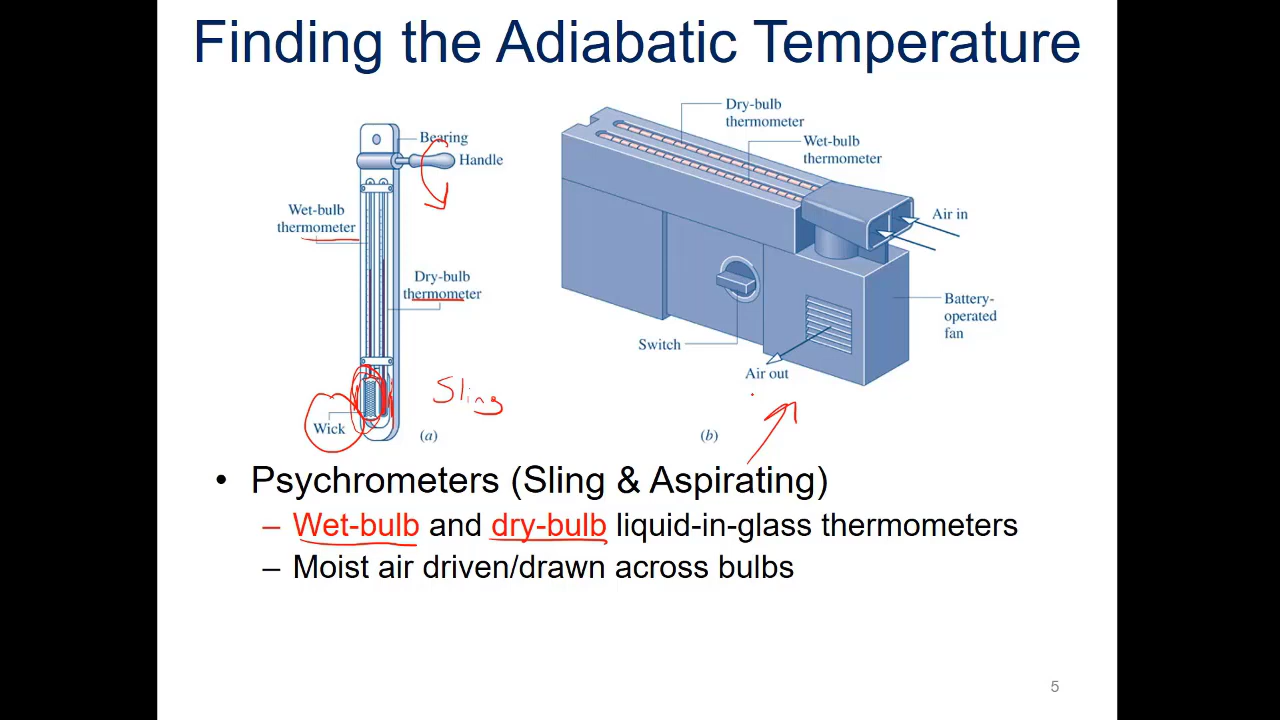 Finding the Adiabatic Temperature
Bearing
Handle
Wet-bulb
thermometer
Dry-bulb
thermometer
Wick
Sling
(a)
Dry-bulb
thermometer
Wet-bulb
thermometer
Air in
Battery-
operated
fan
Switch
Air out
(b)
• Psychrometers (Sling & Aspirating)
– Wet-bulb and dry-bulb liquid-in-glass thermometers
– Moist air driven/drawn across bulbs
5